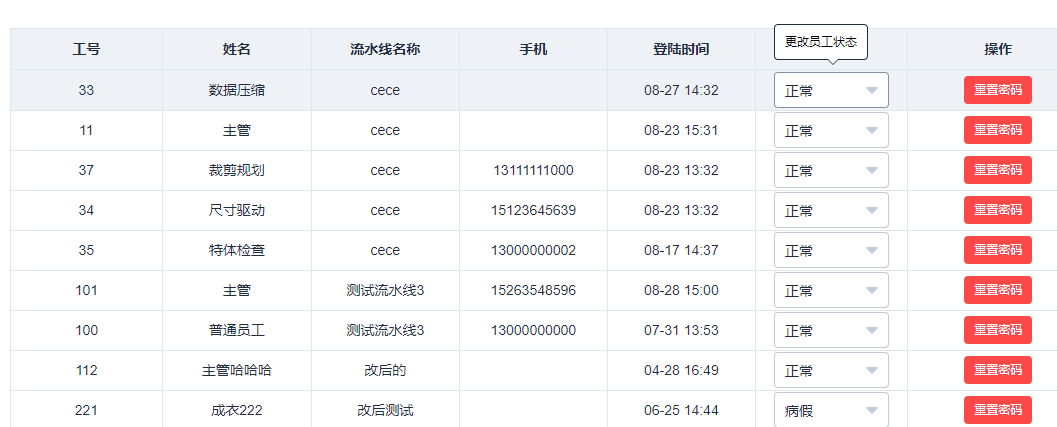 更改员工状态
工号 姓名 流水线名称 手机 登陆时间 操作
33 数据压缩 cece 08-27 14:32 正常 重置密码
11 主管 cece 08-23 15:31 正常 重置密码
37 裁剪规划 cece 13111111000 08-23 13:32 正常 重置密码
34 尺寸驱动 cece 15123645639 08-23 13:32 正常 重置密码
35 特体检查 cece 13000000002 08-17 14:37 正常 重置密码
101 主管 测试流水线3 15263548596 08-28 15:00 正常 重置密码
100 普通员工 测试流水线3 13000000000 07-31 13:53 正常 重置密码
112 主管哈哈哈 改后的 04-28 16:49 正常 重置密码
221 成衣222 改后测试 06-25 14:44 病假 重置密码